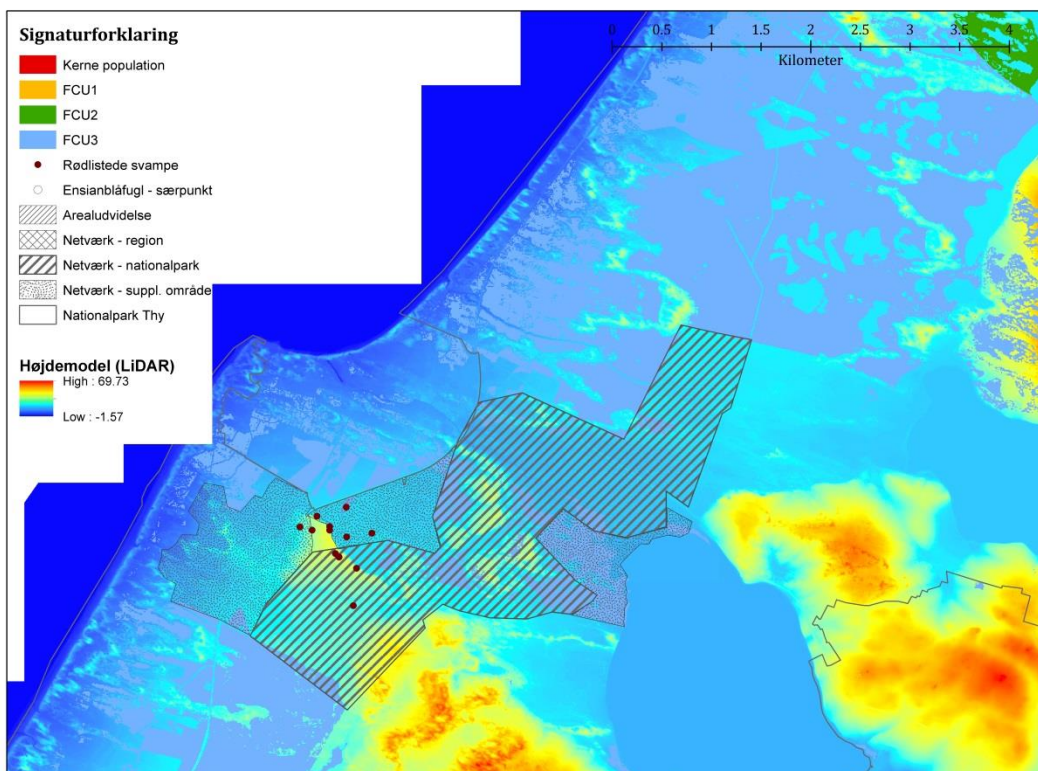 Signaturforklaring
Kerne population
FCU1
FCU2
FCU3
Rødlistede svampe
Ensianblåfugl - særpunkt
Arealudvidelse
Netværk - region
Netværk - nationalpark
Netværk - suppl. område
Nationalpark Thy
Højdemodel (LiDAR)
High : 69.73
Low : -1.57
0 0.5 1 1.5 2 2.5 3 3.5 4
Kilometer